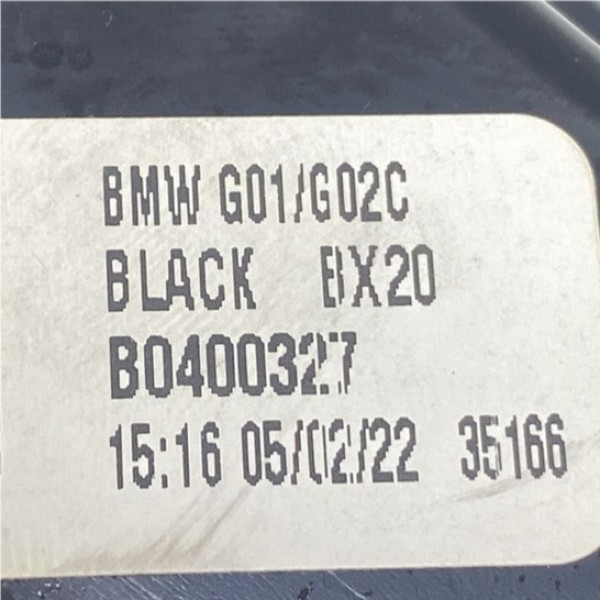 BMW G01/G02C
BLACK BX20
B0400327
15:16 05/02/22 35166